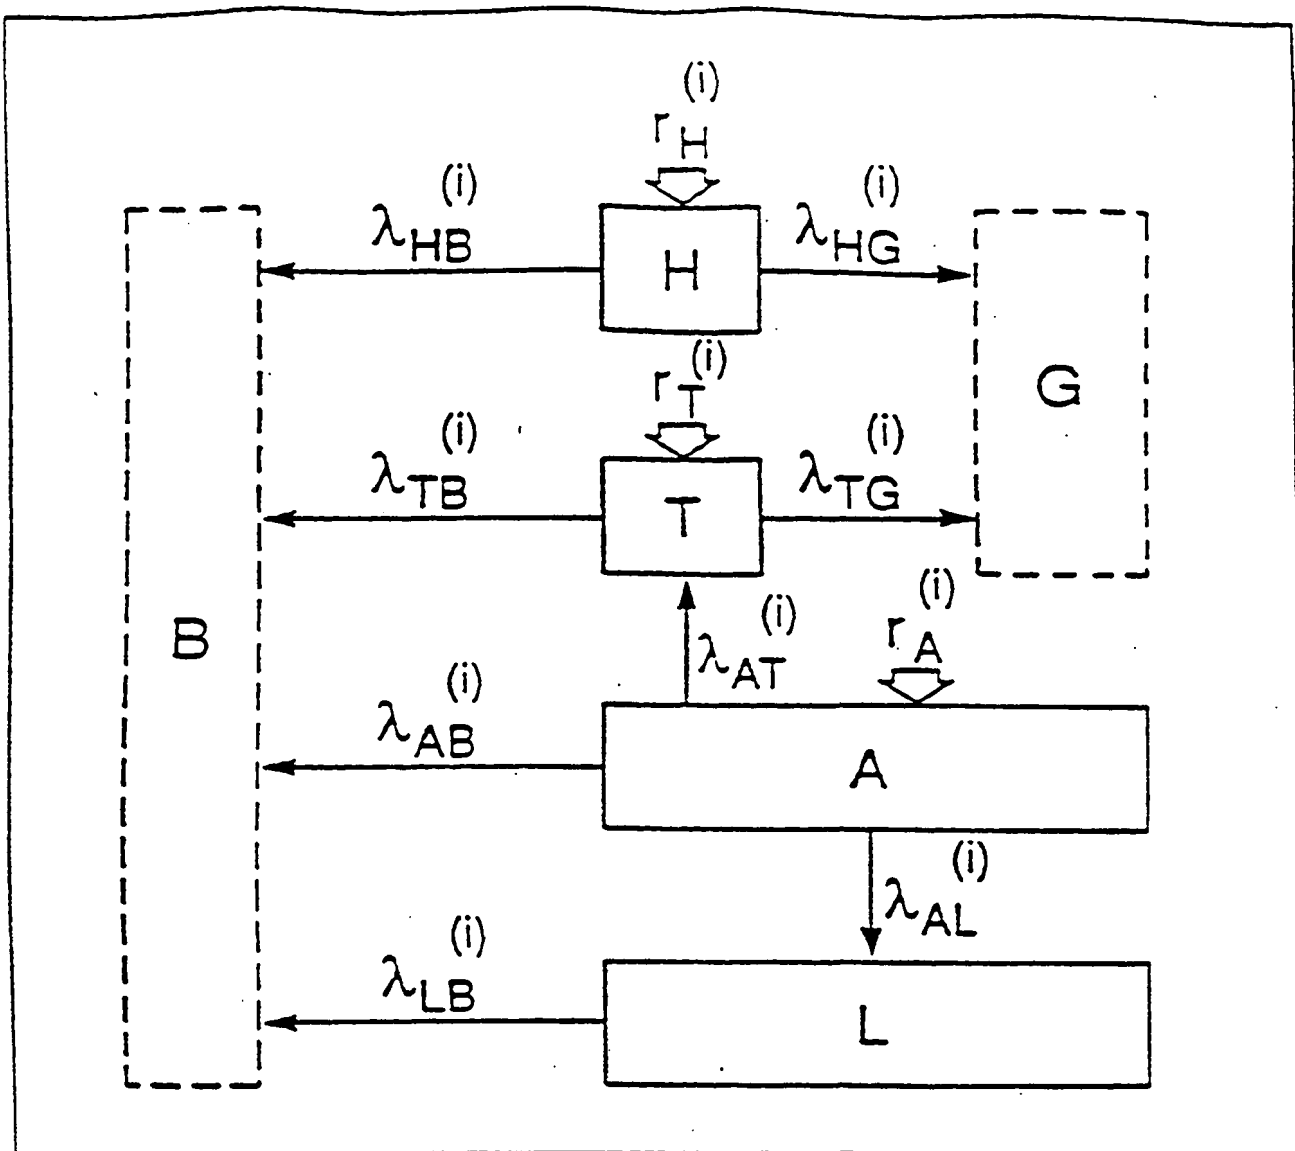 r_H^(i)
λ_HB^(i)
λ_HG^(i)
H
G
r_T^(i)
λ_TB^(i)
λ_TG^(i)
T
B
λ_AT^(i)
r_A^(i)
λ_AB^(i)
A
λ_AL^(i)
λ_LB^(i)
L